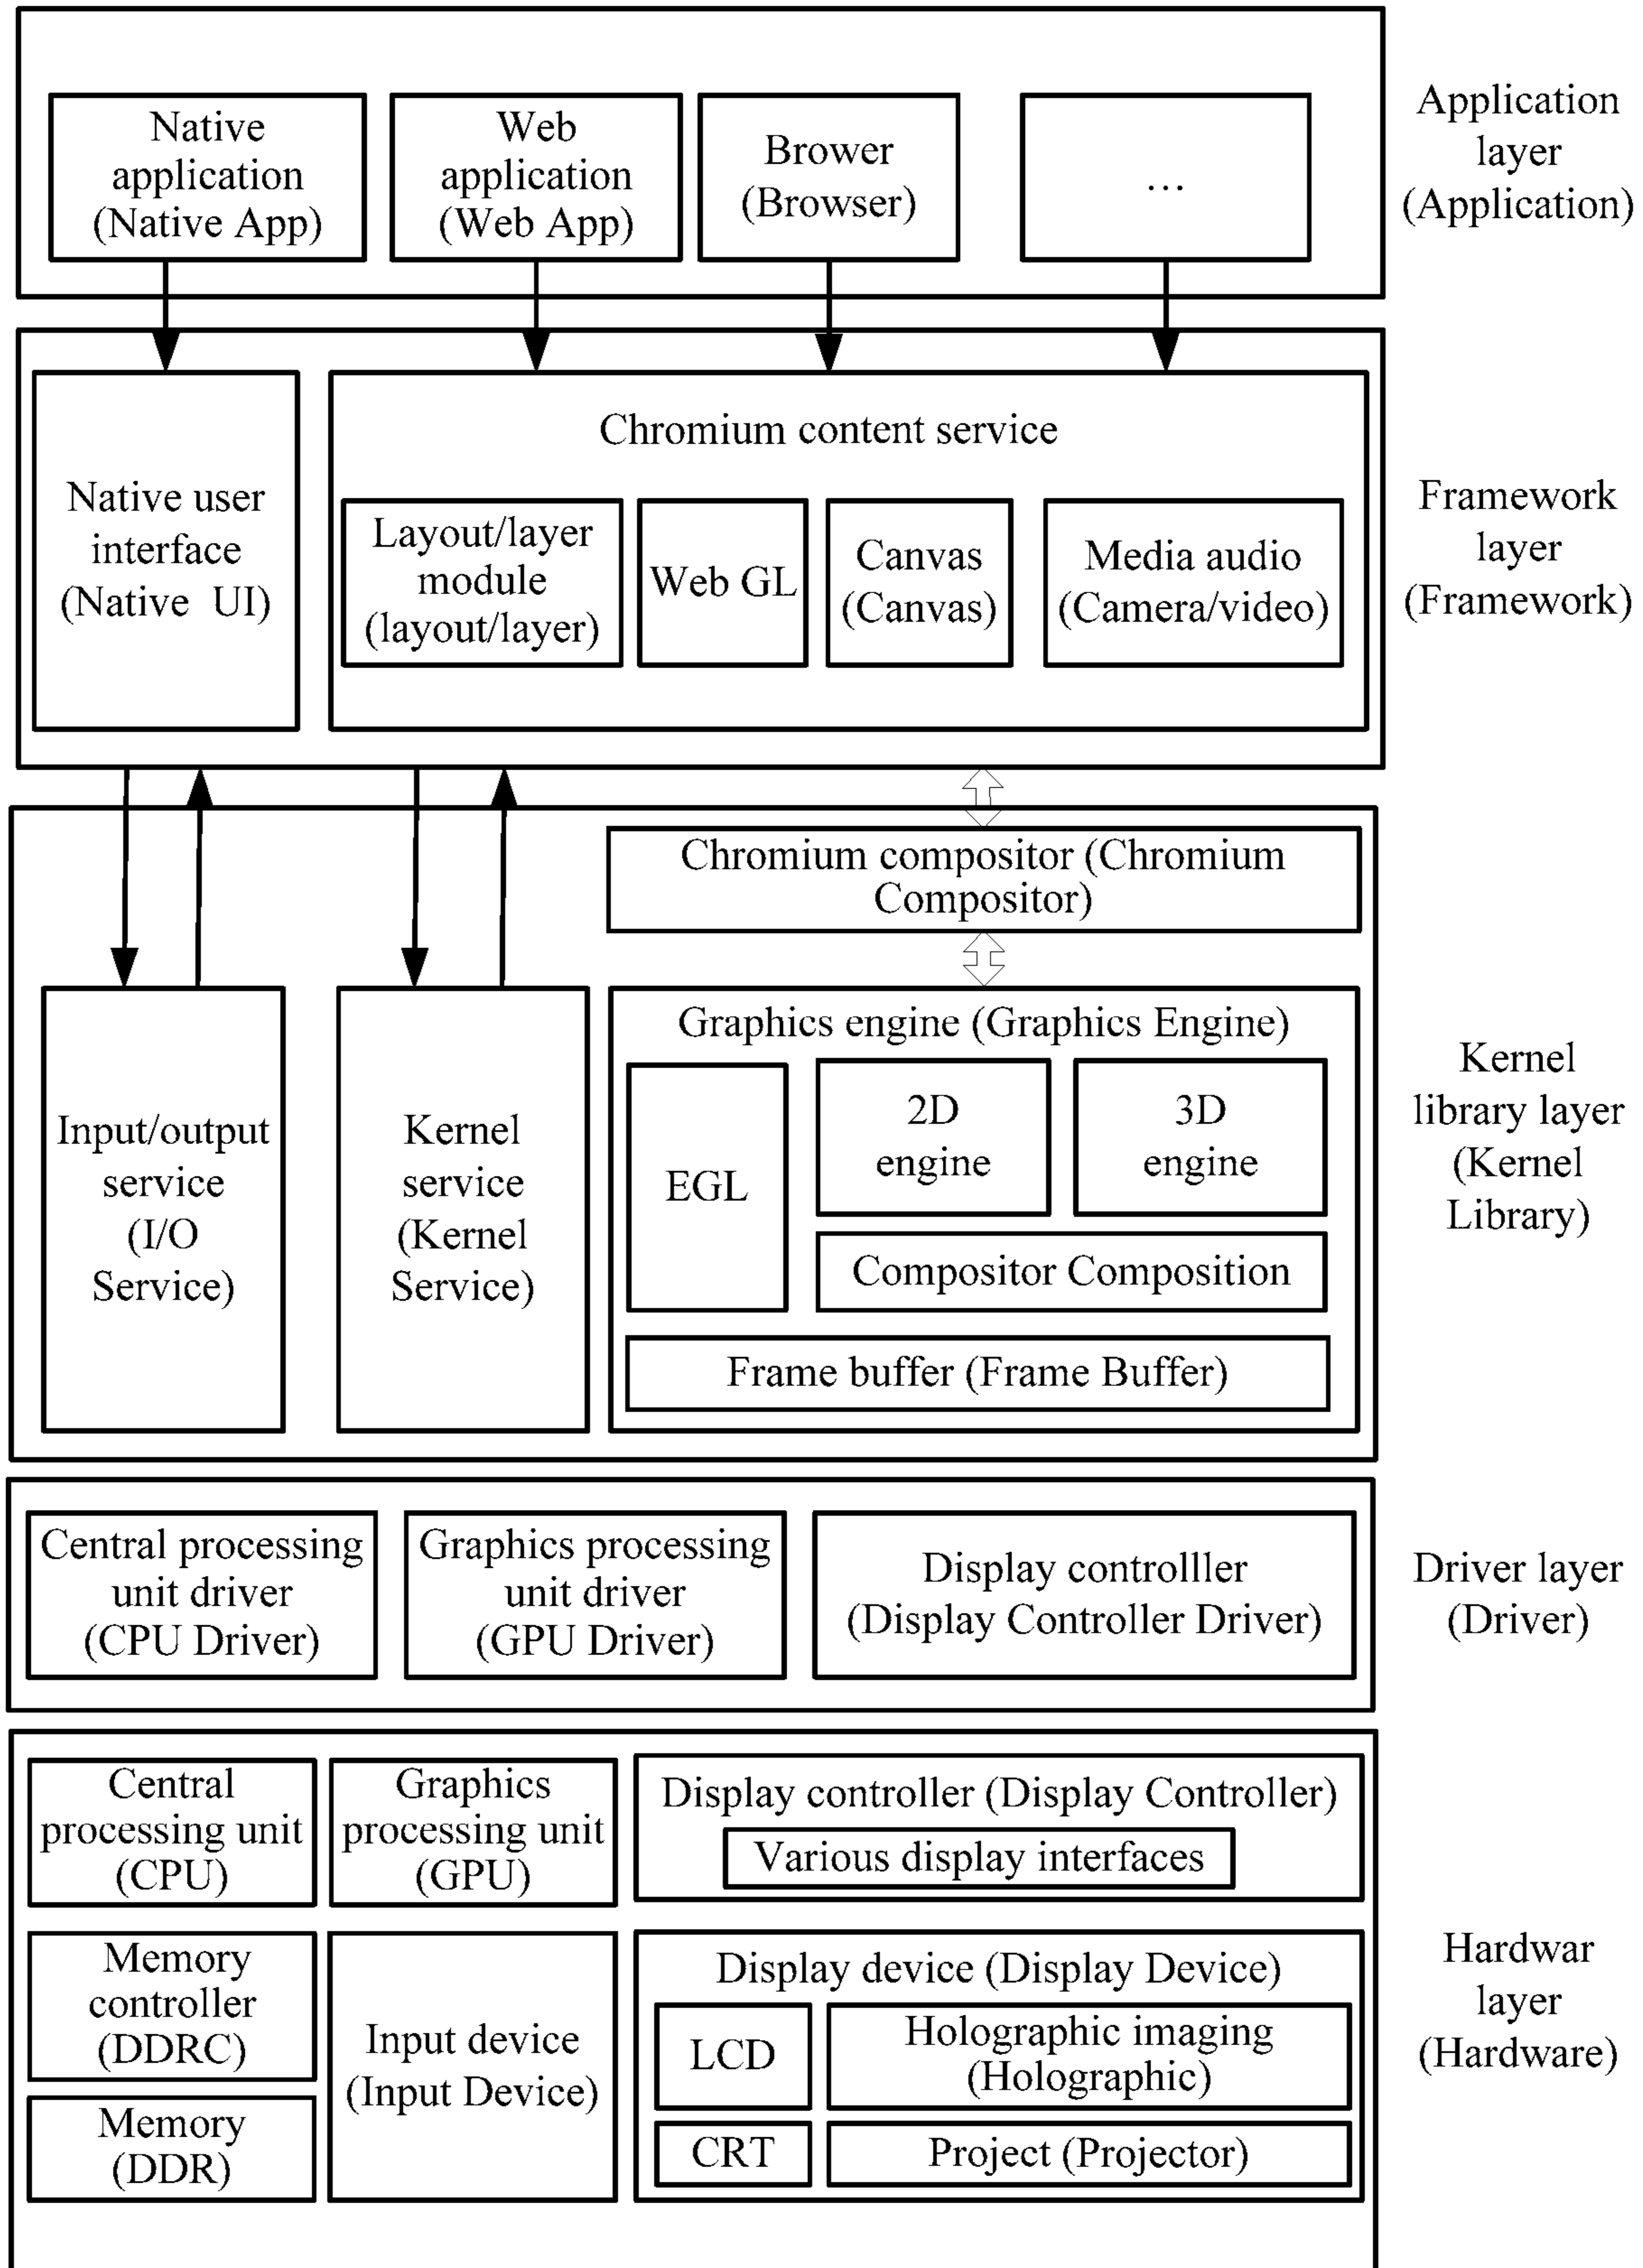 Native
application
(Native App)
Web
application
(Web App)
Brower
(Browser)
...
Application
layer
(Application)
Native user
interface
(Native UI)
Chromium content service
Layout/layer
module
(layout/layer)
Web GL
Canvas
(Canvas)
Media audio
(Camera/video)
Framework
layer
(Framework)
Chromium compositor (Chromium
Compositor)
Input/output
service
(I/O
Service)
Kernel
service
(Kernel
Service)
Graphics engine (Graphics Engine)
EGL
2D
engine
3D
engine
Compositor Composition
Frame buffer (Frame Buffer)
Kernel
library layer
(Kernel
Library)
Central processing
unit driver
(CPU Driver)
Graphics processing
unit driver
(GPU Driver)
Display controlller
(Display Controller Driver)
Driver layer
(Driver)
Central
processing unit
(CPU)
Graphics
processing unit
(GPU)
Display controller (Display Controller)
Various display interfaces
Memory
controller
(DDRC)
Memory
(DDR)
Input device
(Input Device)
Display device (Display Device)
LCD
Holographic imaging
(Holographic)
CRT
Project (Projector)
Hardwar
layer
(Hardware)